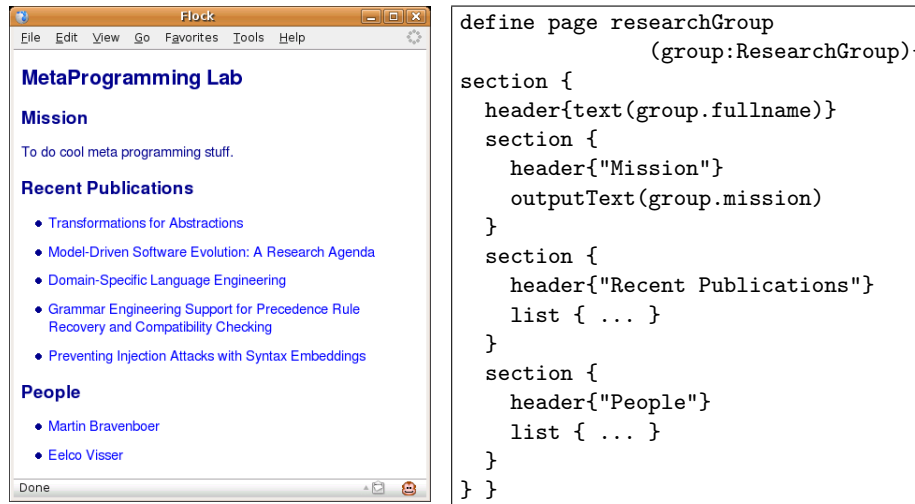 Flock
File Edit View Go Favorites Tools Help
MetaProgramming Lab
Mission
To do cool meta programming stuff.
Recent Publications
• Transformations for Abstractions
• Model-Driven Software Evolution: A Research Agenda
• Domain-Specific Language Engineering
• Grammar Engineering Support for Precedence Rule
Recovery and Compatibility Checking
• Preventing Injection Attacks with Syntax Embeddings
People
• Martin Bravenboer
• Eelco Visser
Done
define page researchGroup
(group:ResearchGroup){
section {
header{text(group.fullname)}
section {
header{"Mission"}
outputText(group.mission)
}
section {
header{"Recent Publications"}
list { ... }
}
section {
header{"People"}
list { ... }
}
} }